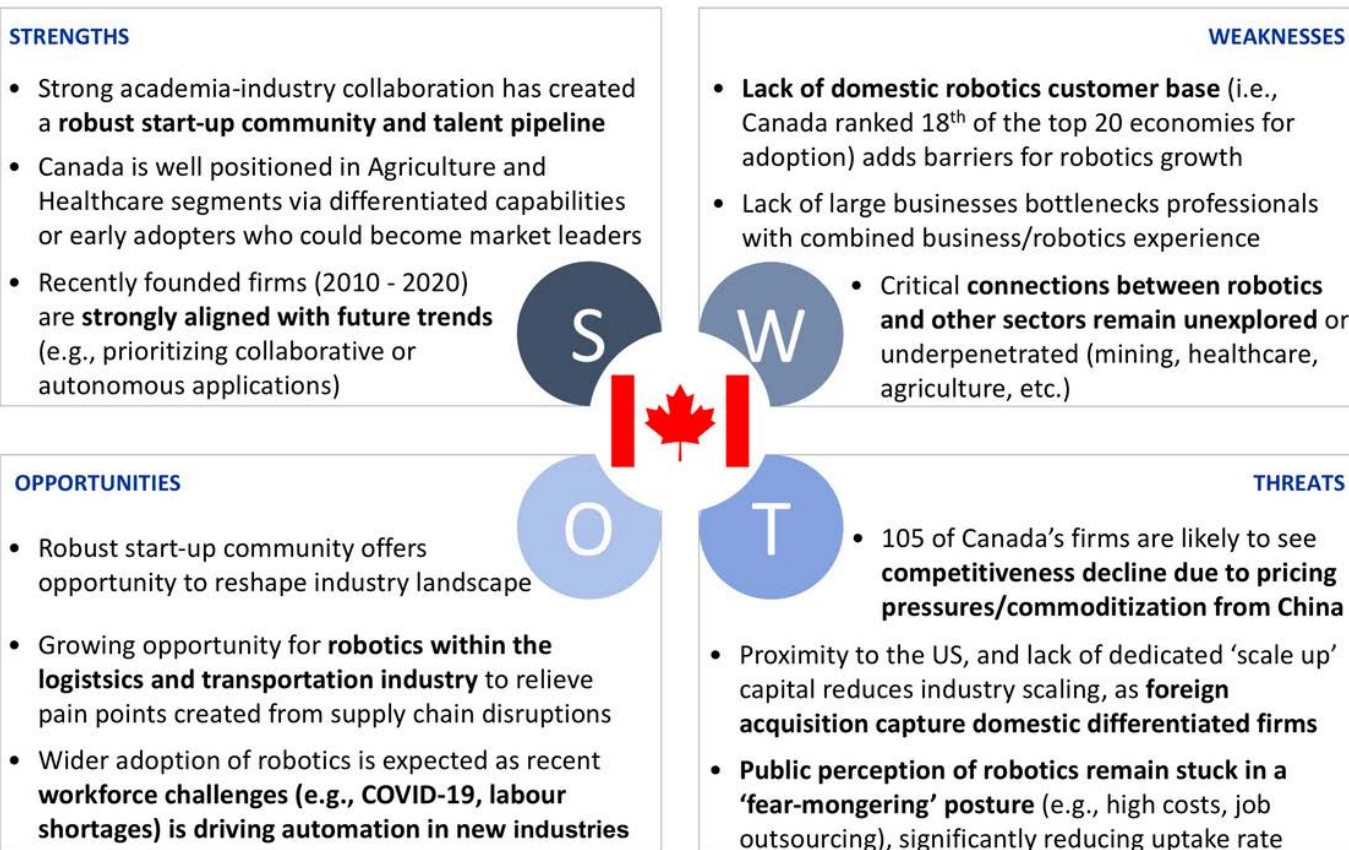 STRENGTHS
• Strong academia-industry collaboration has created
a robust start-up community and talent pipeline
• Canada is well positioned in Agriculture and
Healthcare segments via differentiated capabilities
or early adopters who could become market leaders
• Recently founded firms (2010 - 2020)
are strongly aligned with future trends
(e.g., prioritizing collaborative or
autonomous applications)
S
WEAKNESSES
• Lack of domestic robotics customer base (i.e.,
Canada ranked 18th of the top 20 economies for
adoption) adds barriers for robotics growth
• Lack of large businesses bottlenecks professionals
with combined business/robotics experience
• Critical connections between robotics
and other sectors remain unexplored or
underpenetrated (mining, healthcare,
agriculture, etc.)
W
OPPORTUNITIES
• Robust start-up community offers
opportunity to reshape industry landscape
• Growing opportunity for robotics within the
logistsics and transportation industry to relieve
pain points created from supply chain disruptions
• Wider adoption of robotics is expected as recent
workforce challenges (e.g., COVID-19, labour
shortages) is driving automation in new industries
O
THREATS
• 105 of Canada's firms are likely to see
competitiveness decline due to pricing
pressures/commoditization from China
• Proximity to the US, and lack of dedicated 'scale up'
capital reduces industry scaling, as foreign
acquisition capture domestic differentiated firms
• Public perception of robotics remain stuck in a
'fear-mongering' posture (e.g., high costs, job
outsourcing), significantly reducing uptake rate
T